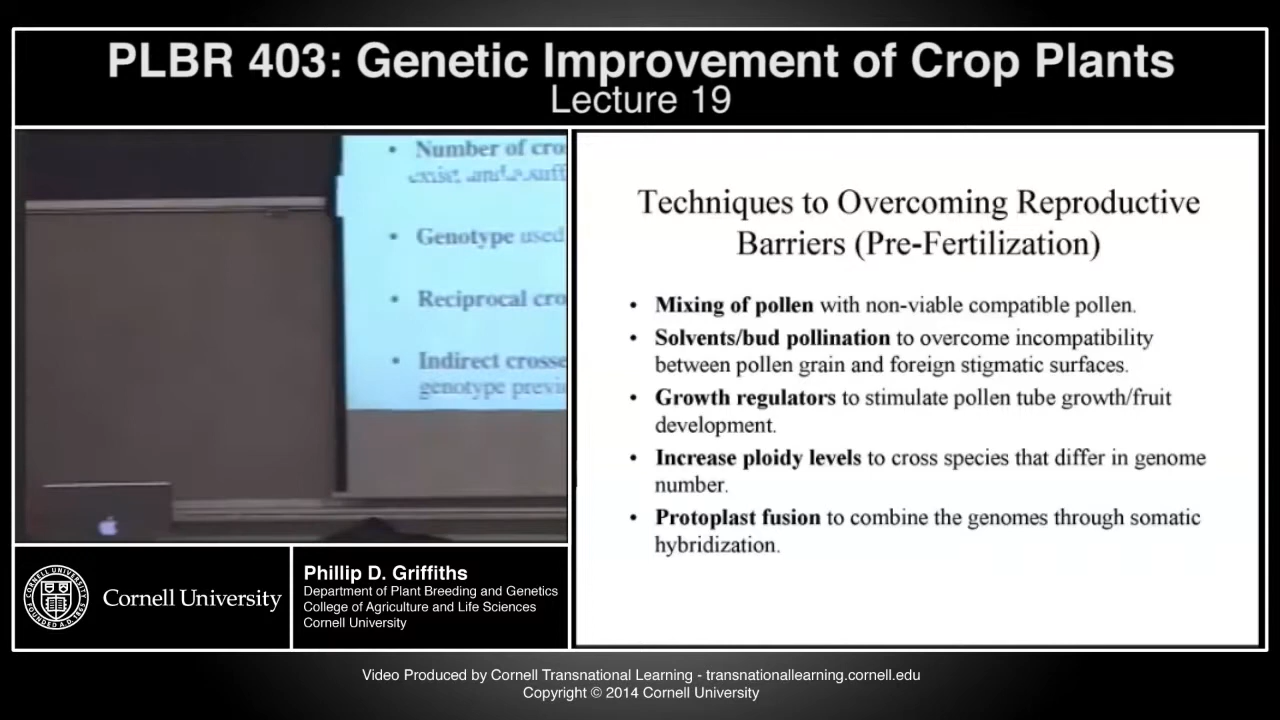 PLBR 403: Genetic Improvement of Crop Plants
Lecture 19
• Number of cro
exist, and a suff
• Genotype used
• Reciprocal cro
• Indirect crosse
genotype previ
Techniques to Overcoming Reproductive
Barriers (Pre-Fertilization)
• Mixing of pollen with non-viable compatible pollen.
• Solvents/bud pollination to overcome incompatibility
between pollen grain and foreign stigmatic surfaces.
• Growth regulators to stimulate pollen tube growth/fruit
development.
• Increase ploidy levels to cross species that differ in genome
number.
• Protoplast fusion to combine the genomes through somatic
hybridization.
Cornell University
Phillip D. Griffiths
Department of Plant Breeding and Genetics
College of Agriculture and Life Sciences
Cornell University
Video Produced by Cornell Transnational Learning - transnationallearning.cornell.edu
Copyright © 2014 Cornell University